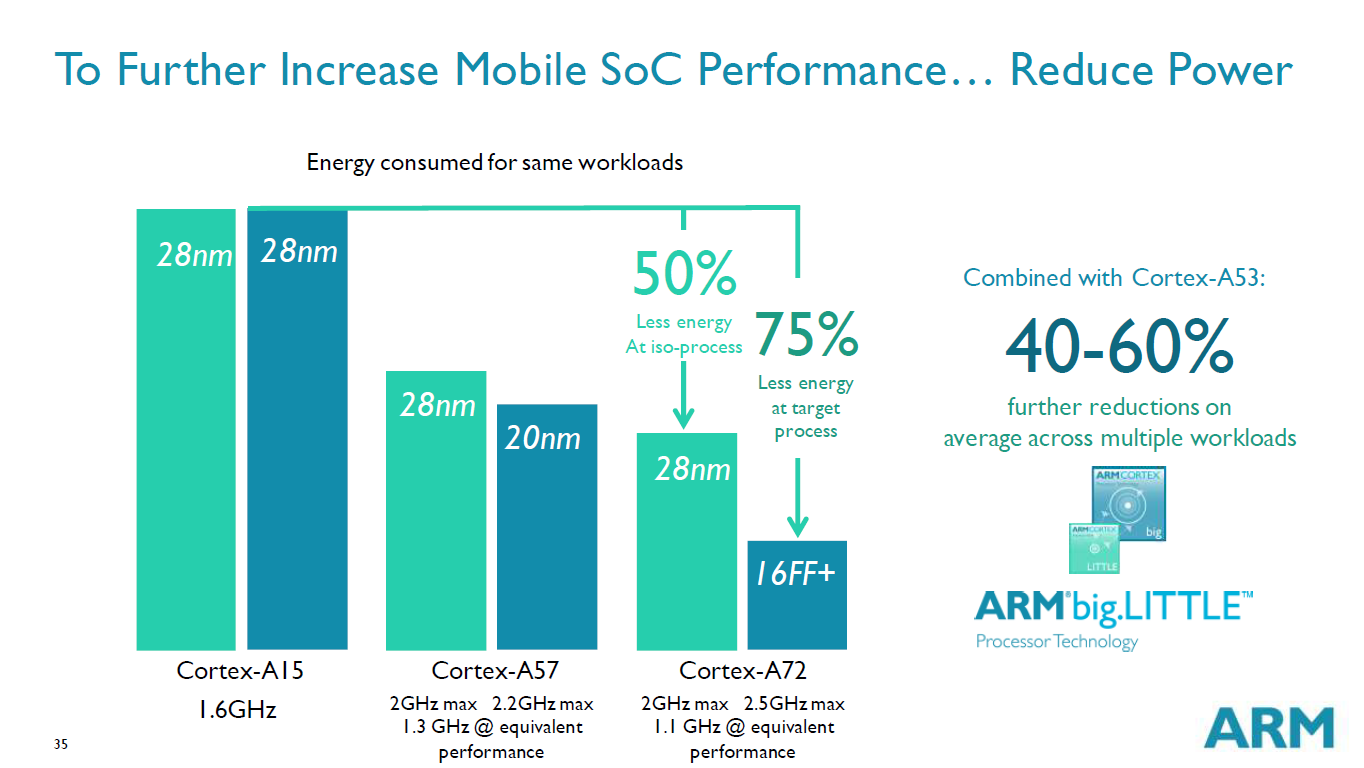 To Further Increase Mobile SoC Performance… Reduce Power
Energy consumed for same workloads
28nm
28nm
28nm
20nm
50%
Less energy
At iso-process
28nm
75%
Less energy
at target
process
16FF+
Cortex-A15
1.6GHz
Cortex-A57
2GHz max 2.2GHz max
1.3 GHz @ equivalent
performance
Cortex-A72
2GHz max 2.5GHz max
1.1 GHz @ equivalent
performance
Combined with Cortex-A53:
40-60%
further reductions on
average across multiple workloads
ARM CORTEX
big
ARM CORTEX
LITTLE
ARM® big.LITTLE™
Processor Technology
35
ARM